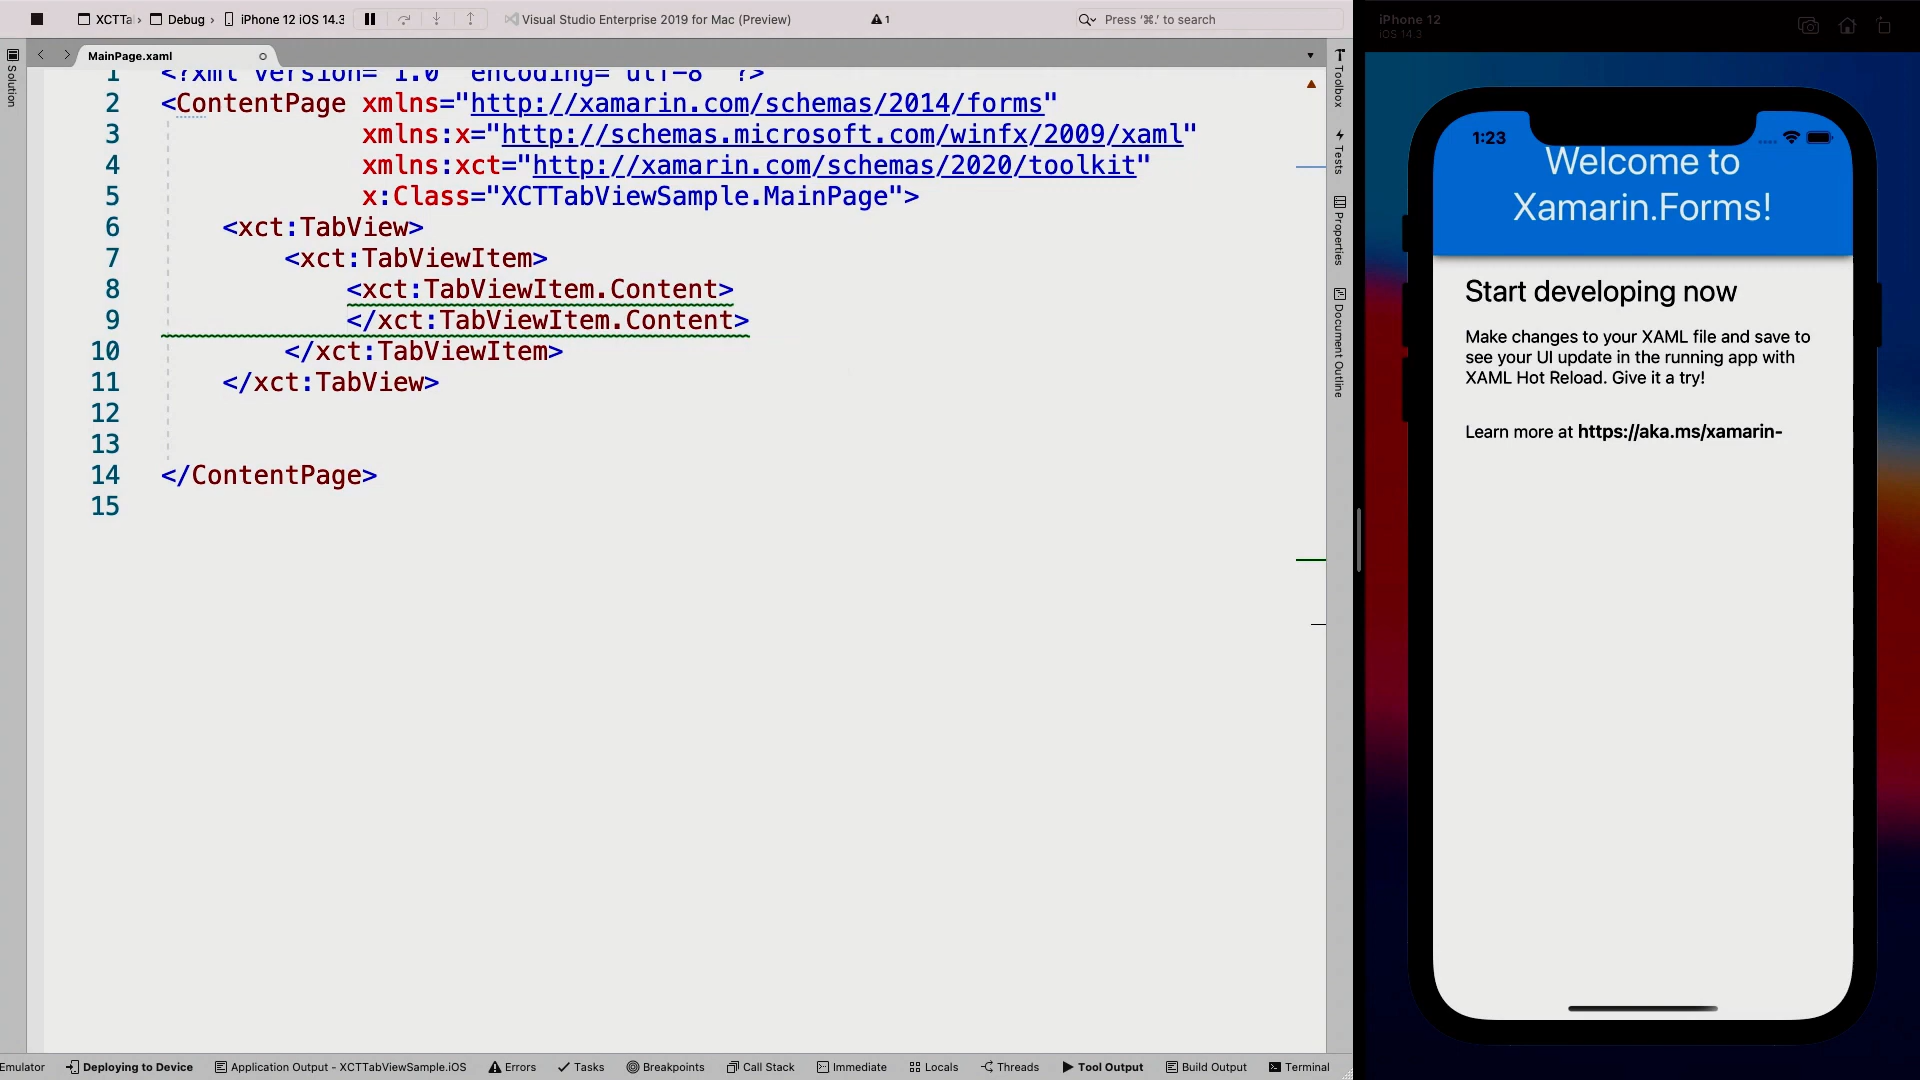 XCTTa
Debug
iPhone 12 iOS 14.3
Visual Studio Enterprise 2019 for Mac (Preview)
1
Press '⌘.' to search
MainPage.xaml
Solution
1 <?xml version="1.0" encoding="utf-8" ?>
2 <ContentPage xmlns="http://xamarin.com/schemas/2014/forms"
3 xmlns:x="http://schemas.microsoft.com/winfx/2009/xaml"
4 xmlns:xct="http://xamarin.com/schemas/2020/toolkit"
5 x:Class="XCTTabViewSample.MainPage">
6 <xct:TabView>
7 <xct:TabViewItem>
8 <xct:TabViewItem.Content>
9 </xct:TabViewItem.Content>
10 </xct:TabViewItem>
11 </xct:TabView>
12
13
14 </ContentPage>
15
Toolbox
Tests
Properties
Document Outline
Emulator
Deploying to Device
Application Output - XCTTabViewSample.iOS
Errors
Tasks
Breakpoints
Call Stack
Immediate
Locals
Threads
Tool Output
Build Output
Terminal
iPhone 12
iOS 14.3
1:23
Welcome to
Xamarin.Forms!
Start developing now
Make changes to your XAML file and save to
see your UI update in the running app with
XAML Hot Reload. Give it a try!
Learn more at https://aka.ms/xamarin-